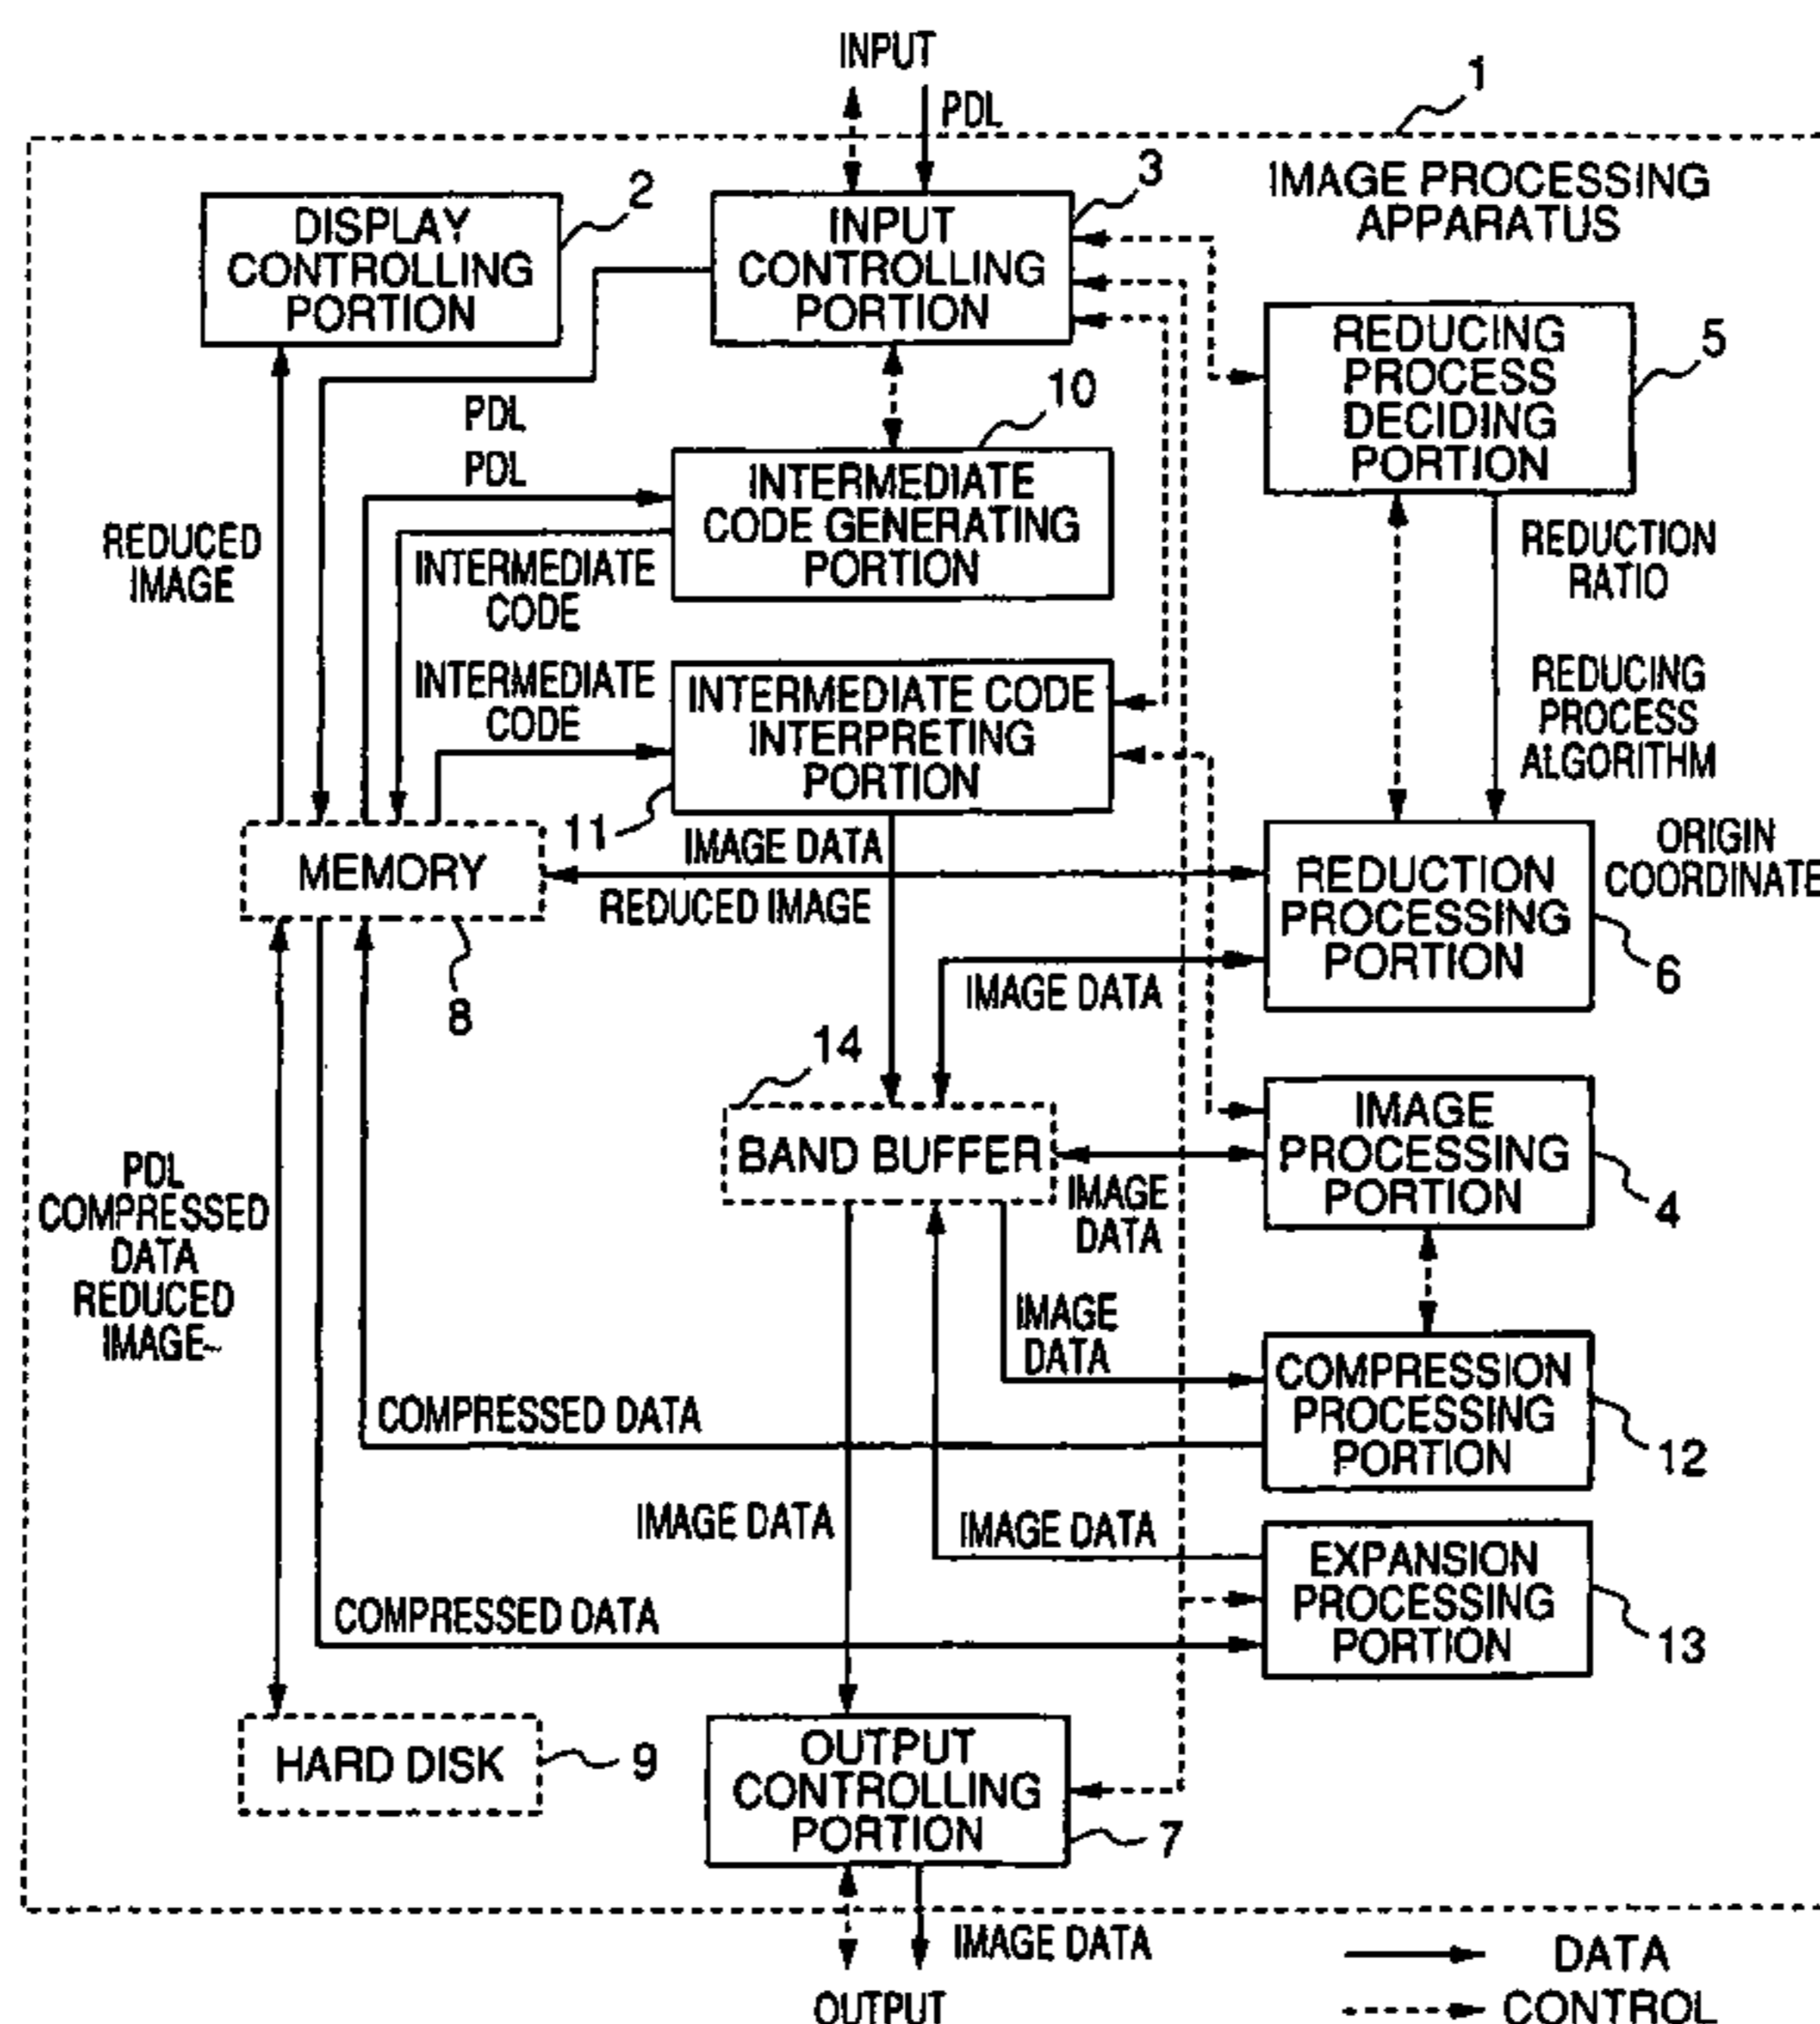 INPUT
PDL
1
IMAGE PROCESSING
APPARATUS
2
DISPLAY
CONTROLLING
PORTION
3
INPUT
CONTROLLING
PORTION
5
REDUCING
PROCESS
DECIDING
PORTION
PDL
PDL
10
INTERMEDIATE
CODE GENERATING
PORTION
REDUCED
IMAGE
INTERMEDIATE
CODE
REDUCTION
RATIO
INTERMEDIATE
CODE
INTERMEDIATE CODE
INTERPRETING
PORTION
11
REDUCING
PROCESS
ALGORITHM
ORIGIN
COORDINATE
MEMORY
8
IMAGE DATA
REDUCED IMAGE
REDUCTION
PROCESSING
PORTION
6
IMAGE DATA
14
BAND BUFFER
IMAGE
DATA
IMAGE
PROCESSING
PORTION
4
PDL
COMPRESSED
DATA
REDUCED
IMAGE~
IMAGE
DATA
COMPRESSION
PROCESSING
PORTION
12
COMPRESSED DATA
IMAGE DATA
IMAGE DATA
EXPANSION
PROCESSING
PORTION
13
COMPRESSED DATA
HARD DISK
9
OUTPUT
CONTROLLING
PORTION
7
IMAGE DATA
OUTPUT
DATA
CONTROL